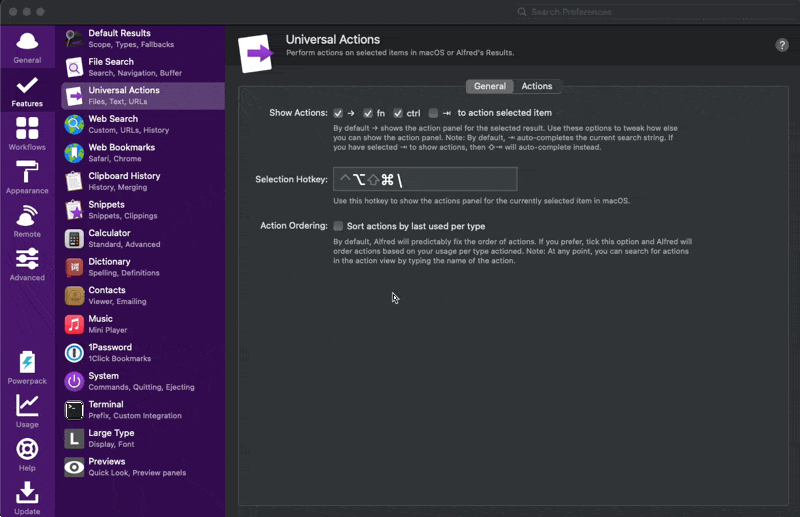 Search Preferences
General
Features
Workflows
Appearance
Remote
Advanced
Powerpack
Usage
Help
Update
Default Results
Scope, Types, Fallbacks
File Search
Search, Navigation, Buffer
Universal Actions
Files, Text, URLs
Web Search
Custom, URLs, History
Web Bookmarks
Safari, Chrome
Clipboard History
History, Merging
Snippets
Snippets, Clippings
Calculator
Standard, Advanced
Dictionary
Spelling, Definitions
Contacts
Viewer, Emailing
Music
Mini Player
1Password
1Click Bookmarks
System
Commands, Quitting, Ejecting
Terminal
Prefix, Custom Integration
L
Large Type
Display, Font
Previews
Quick Look, Preview panels
Universal Actions
Perform actions on selected items in macOS or Alfred's Results.
?
General Actions
Show Actions: → fn ctrl ⇥ to action selected item
By default → shows the action panel for the selected result. Use these options to tweak how else
you can show the action panel. Note: By default, ⇥ auto-completes the current search string. If
you have selected ⇥ to show actions, then ⇧⇥ will auto-complete instead.
Selection Hotkey: ⌃⌥⇧⌘\
Use this hotkey to show the actions panel for the currently selected item in macOS.
Action Ordering: Sort actions by last used per type
By default, Alfred will predictably fix the order of actions. If you prefer, tick this option and Alfred will
order actions based on your usage per type actioned. Note: At any point, you can search for actions
in the action view by typing the name of the action.